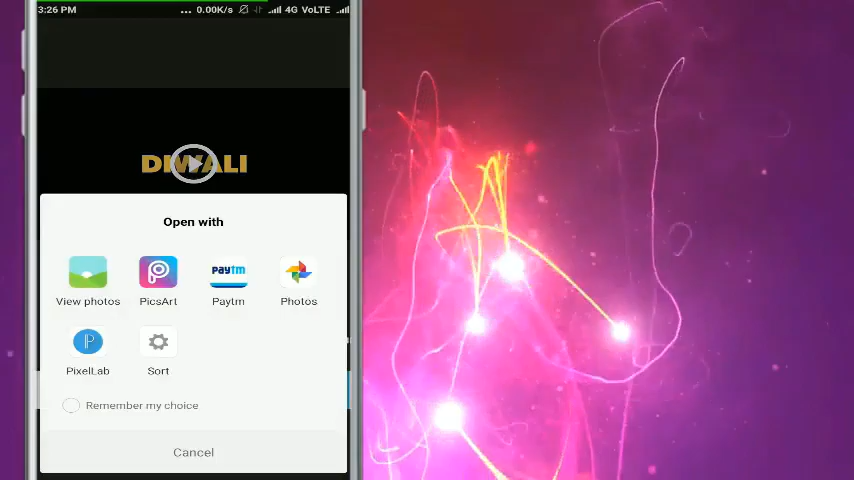 3:26 PM ... 0.00K/s 4G VoLTE
DIWALI
Open with
View photos PicsArt Paytm Photos
PixelLab Sort
Remember my choice
Cancel